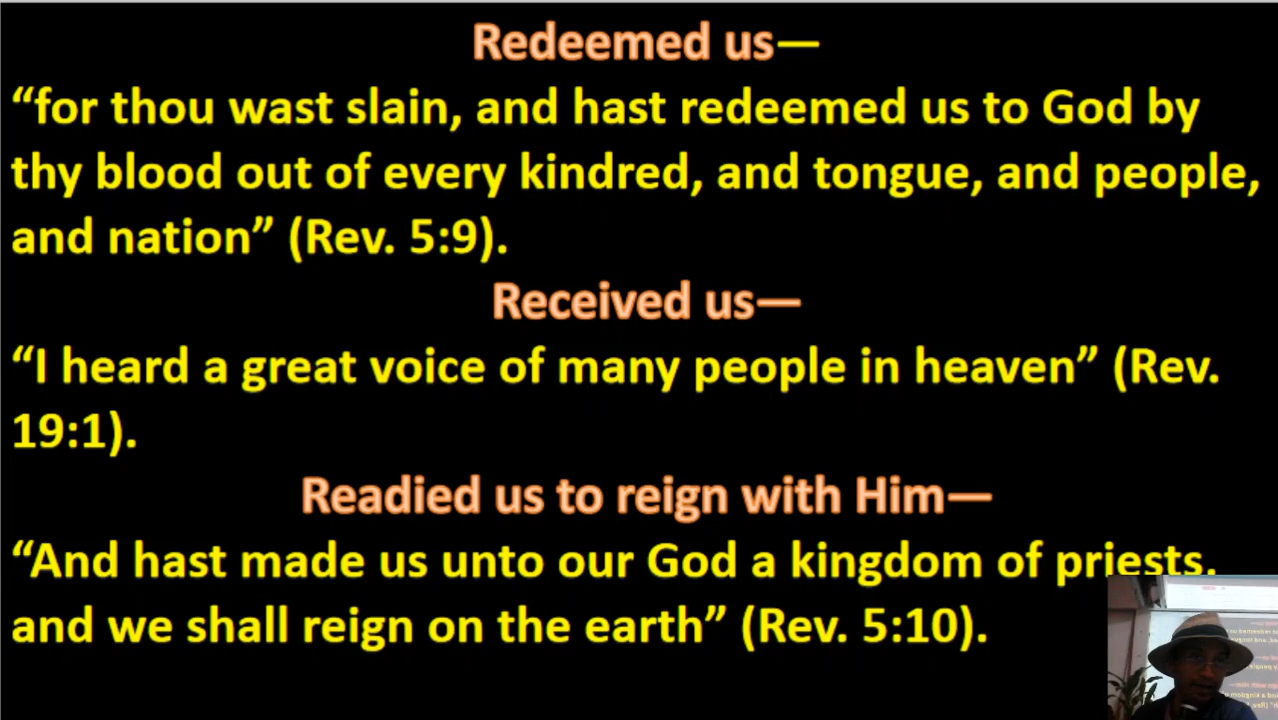 Redeemed us—
“for thou wast slain, and hast redeemed us to God by
thy blood out of every kindred, and tongue, and people,
and nation” (Rev. 5:9).
Received us—
“I heard a great voice of many people in heaven” (Rev.
19:1).
Readied us to reign with Him—
“And hast made us unto our God a kingdom of priests,
and we shall reign on the earth” (Rev. 5:10).